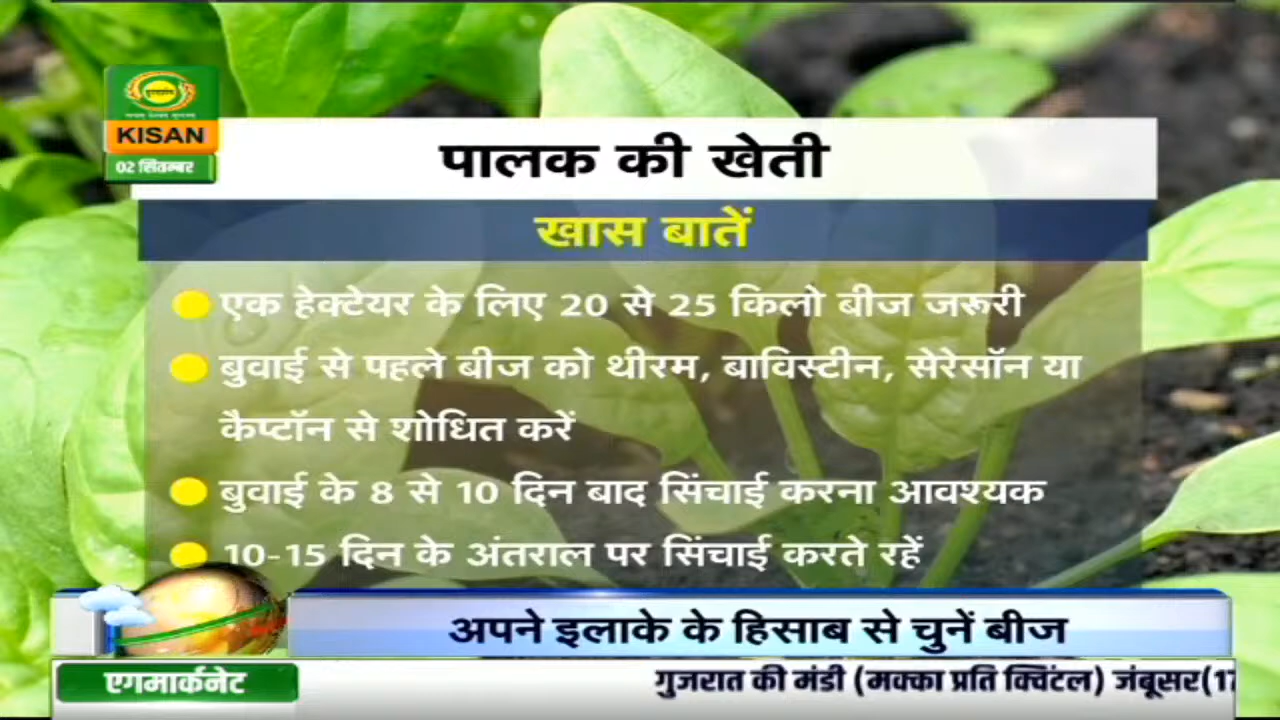 KISAN
02 सितम्बर
पालक की खेती
खास बातें
एक हेक्टेयर के लिए 20 से 25 किलो बीज जरूरी
बुवाई से पहले बीज को थीरम, बाविस्टीन, सेरेसॉन या
कैप्टॉन से शोधित करें
बुवाई के 8 से 10 दिन बाद सिंचाई करना आवश्यक
10-15 दिन के अंतराल पर सिंचाई करते रहें
अपने इलाके के हिसाब से चुनें बीज
एगमार्कनेट
गुजरात की मंडी (मक्का प्रति क्विंटल) जंबूसर(17